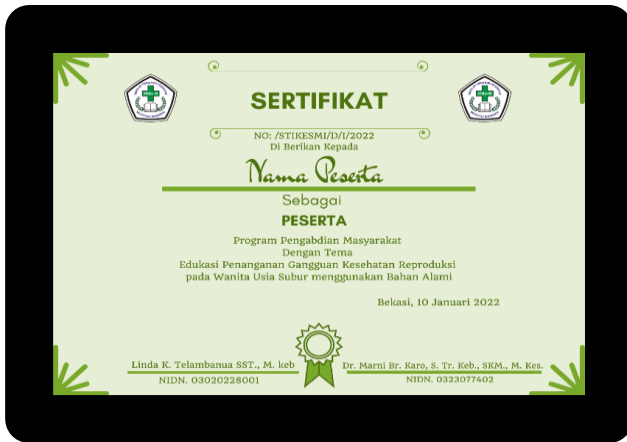 SERTIFIKAT
NO: /STIKESMI/D/I/2022
Di Berikan Kepada
Nama Peserta
Sebagai
PESERTA
Program Pengabdian Masyarakat
Dengan Tema
Edukasi Penanganan Gangguan Kesehatan Reproduksi
pada Wanita Usia Subur menggunakan Bahan Alami
Bekasi, 10 Januari 2022
Linda K. Telambanua SST., M. keb
NIDN. 03020228001
Dr. Marni Br. Karo, S. Tr. Keb., SKM., M. Kes.
NIDN. 0323077402